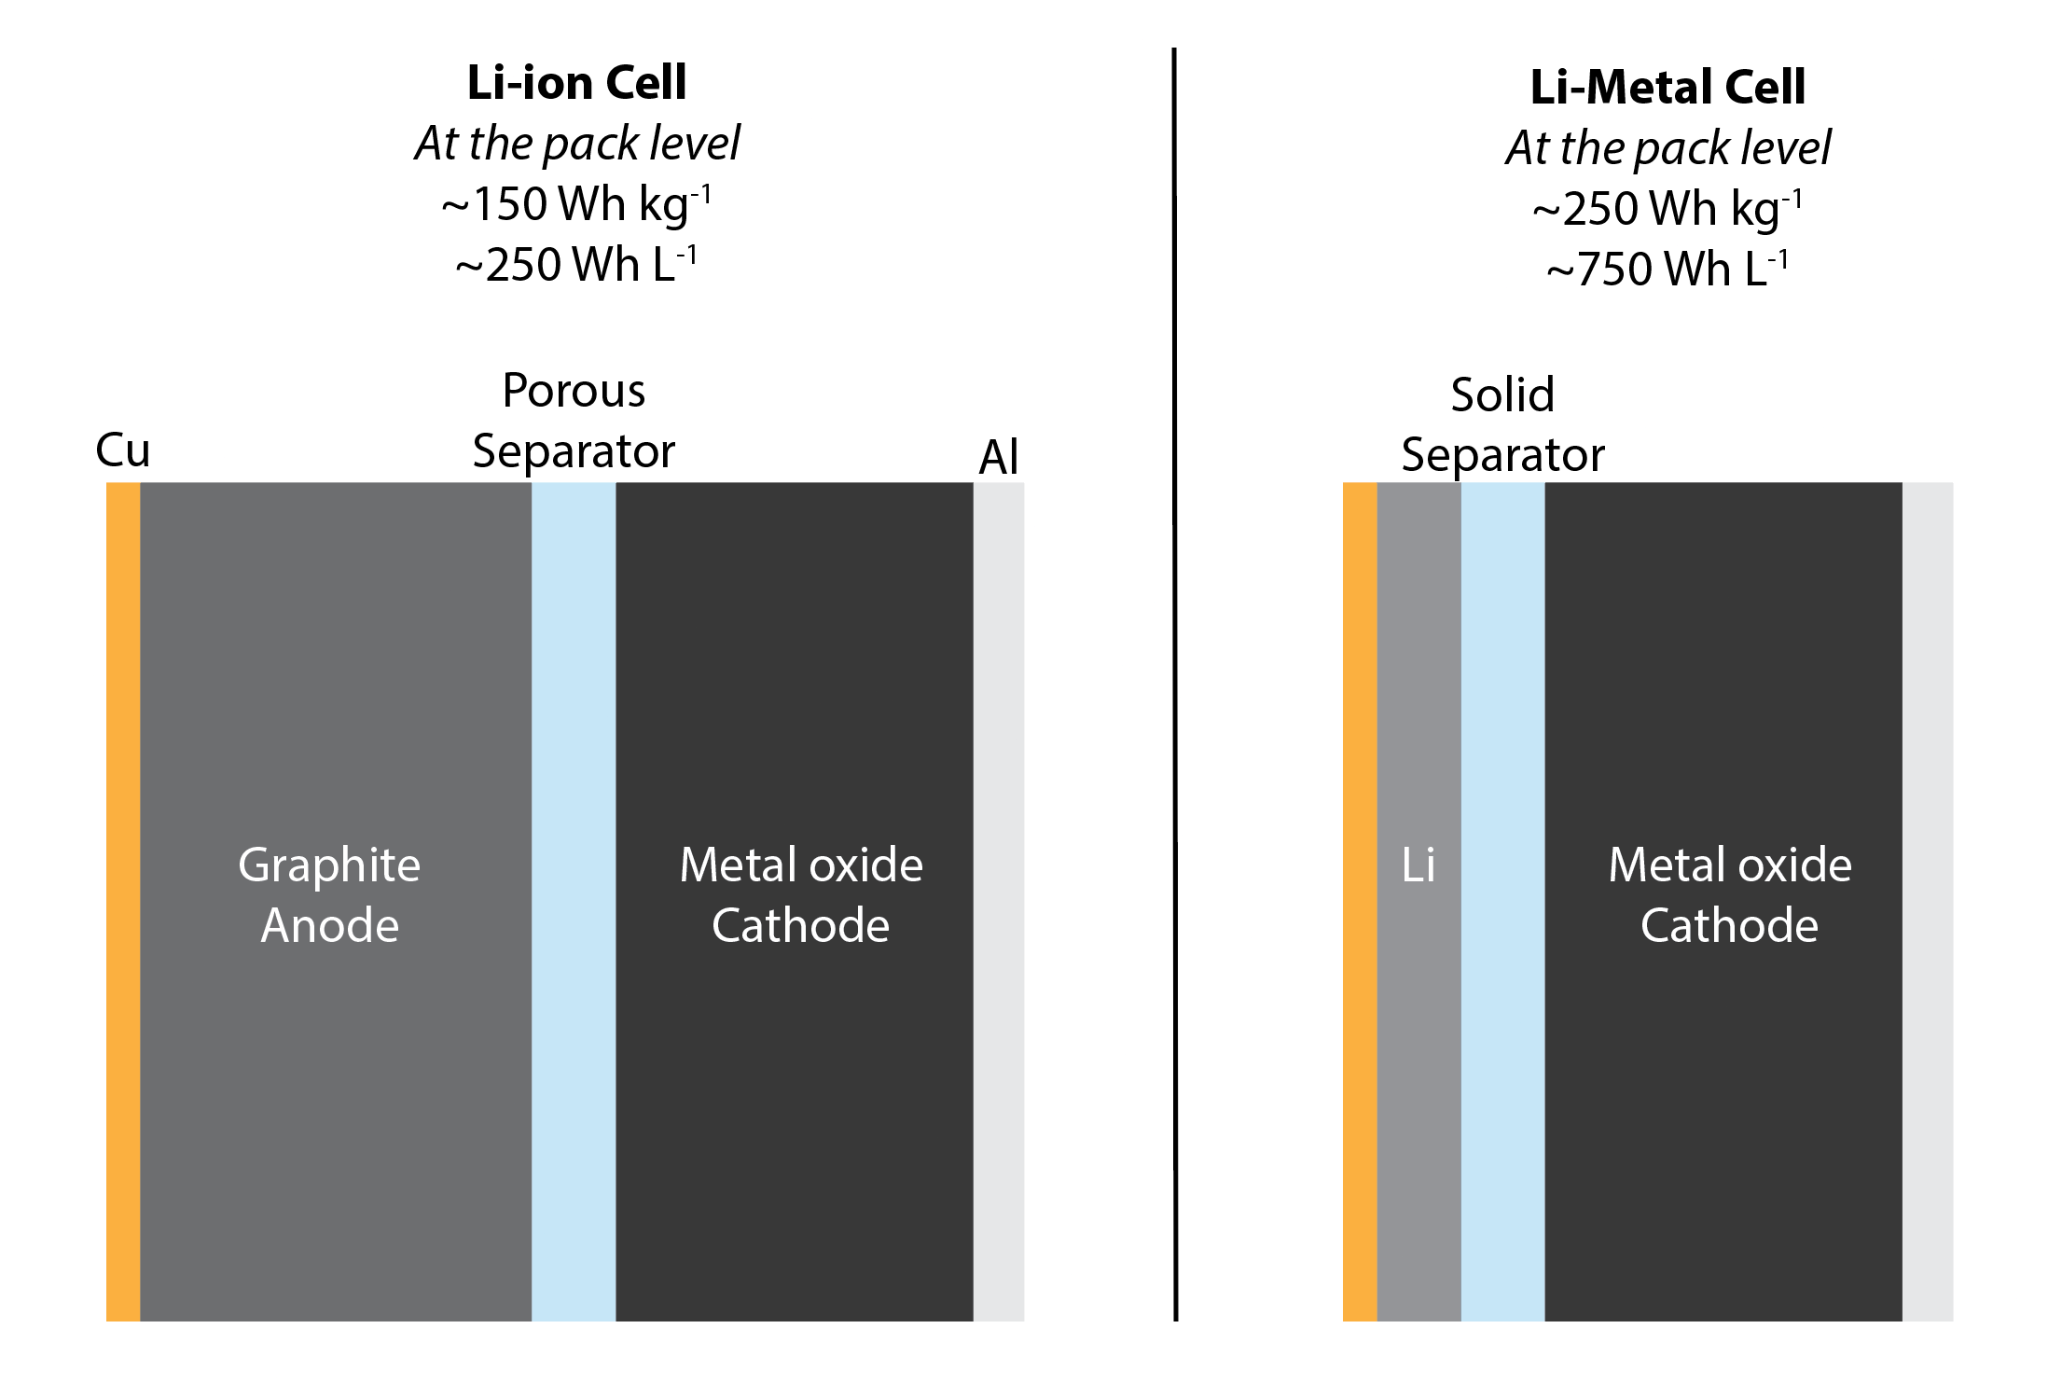 Li-ion Cell
At the pack level
~150 Wh kg⁻¹
~250 Wh L⁻¹
Porous
Separator
Cu
Al
Graphite
Anode
Metal oxide
Cathode
Li-Metal Cell
At the pack level
~250 Wh kg⁻¹
~750 Wh L⁻¹
Solid
Separator
Li
Metal oxide
Cathode